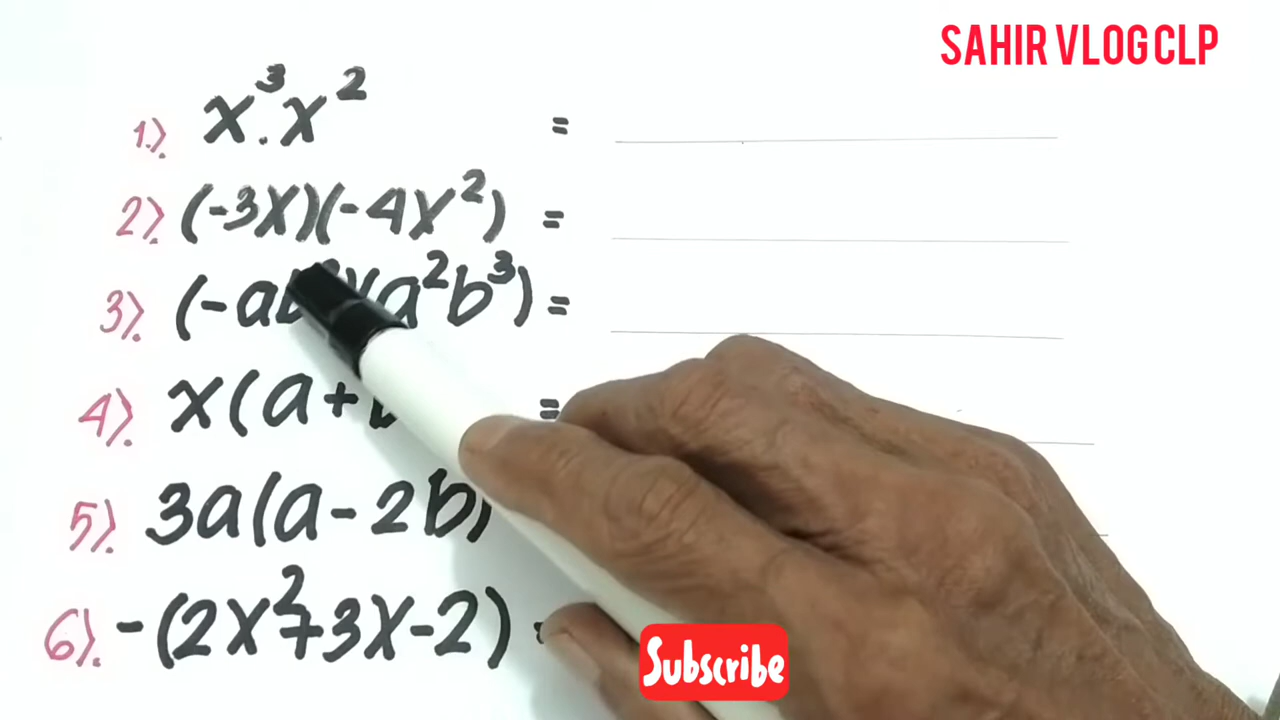 SAHIR VLOG CLP
1.) x³.x² =
2). (-3x)(-4x²) =
3). (-ab )(a²b³) =
4). x(a+ =
5). 3a(a-2b)
6). -(2x²+3x-2) =
Subscribe